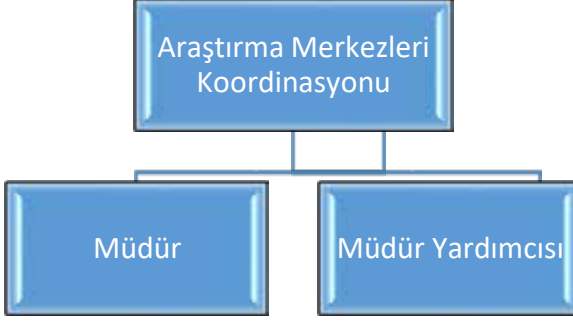 Araştırma Merkezleri
Koordinasyonu
Müdür
Müdür Yardımcısı